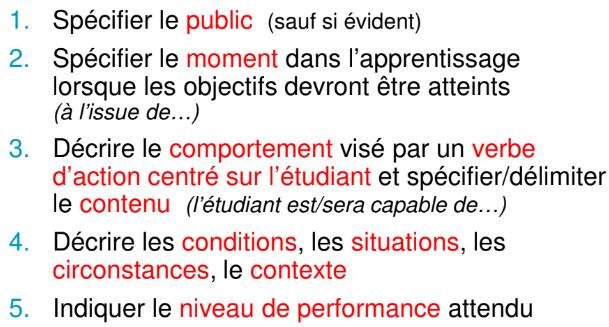 1. Spécifier le public (sauf si évident)
2. Spécifier le moment dans l'apprentissage
lorsque les objectifs devront être atteints
(à l'issue de…)
3. Décrire le comportement visé par un verbe
d'action centré sur l'étudiant et spécifier/délimiter
le contenu (l'étudiant est/sera capable de…)
4. Décrire les conditions, les situations, les
circonstances, le contexte
5. Indiquer le niveau de performance attendu